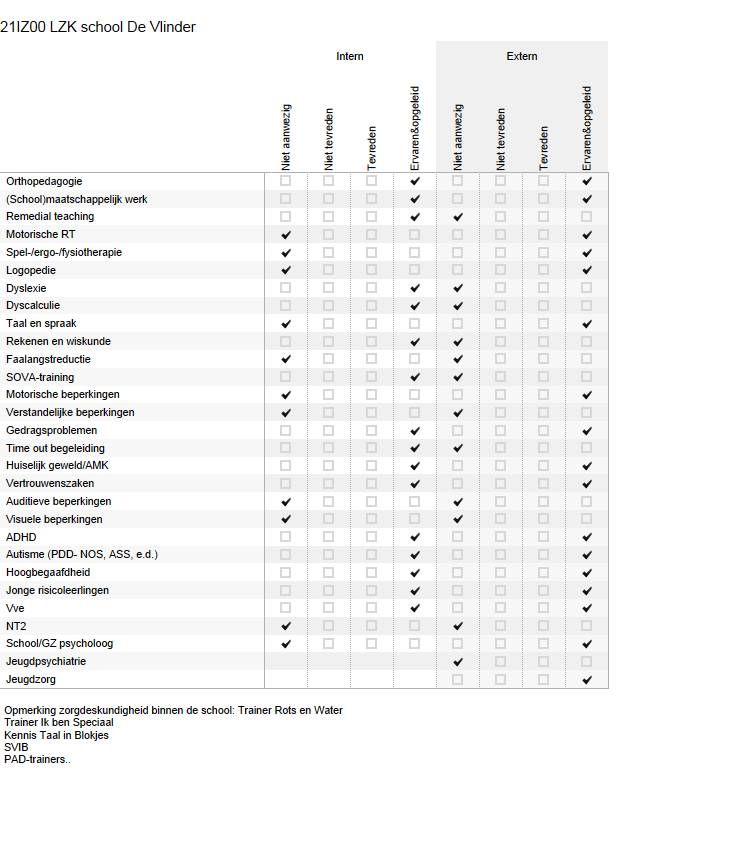 21IZ00 LZK school De Vlinder
Intern Extern
Niet aanwezig Niet tevreden Tevreden Ervaren&opgeleid Niet aanwezig Niet tevreden Tevreden Ervaren&opgeleid
Orthopedagogie
(School)maatschappelijk werk
Remedial teaching
Motorische RT
Spel-/ergo-/fysiotherapie
Logopedie
Dyslexie
Dyscalculie
Taal en spraak
Rekenen en wiskunde
Faalangstreductie
SOVA-training
Motorische beperkingen
Verstandelijke beperkingen
Gedragsproblemen
Time out begeleiding
Huiselijk geweld/AMK
Vertrouwenszaken
Auditieve beperkingen
Visuele beperkingen
ADHD
Autisme (PDD- NOS, ASS, e.d.)
Hoogbegaafdheid
Jonge risicoleerlingen
Vve
NT2
School/GZ psycholoog
Jeugdpsychiatrie
Jeugdzorg
Opmerking zorgdeskundigheid binnen de school: Trainer Rots en Water
Trainer Ik ben Speciaal
Kennis Taal in Blokjes
SVIB
PAD-trainers..